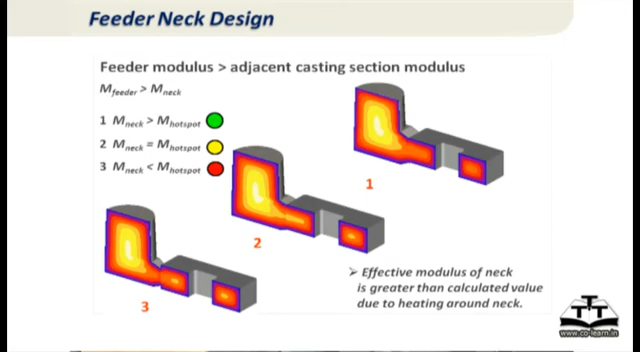 Feeder Neck Design
Feeder modulus > adjacent casting section modulus
Mfeeder > Mneck
1 Mneck > Mhotspot
2 Mneck = Mhotspot
3 Mneck < Mhotspot
1
2
3
➢ Effective modulus of neck
is greater than calculated value
due to heating around neck.
TTT
www.co-learn.in